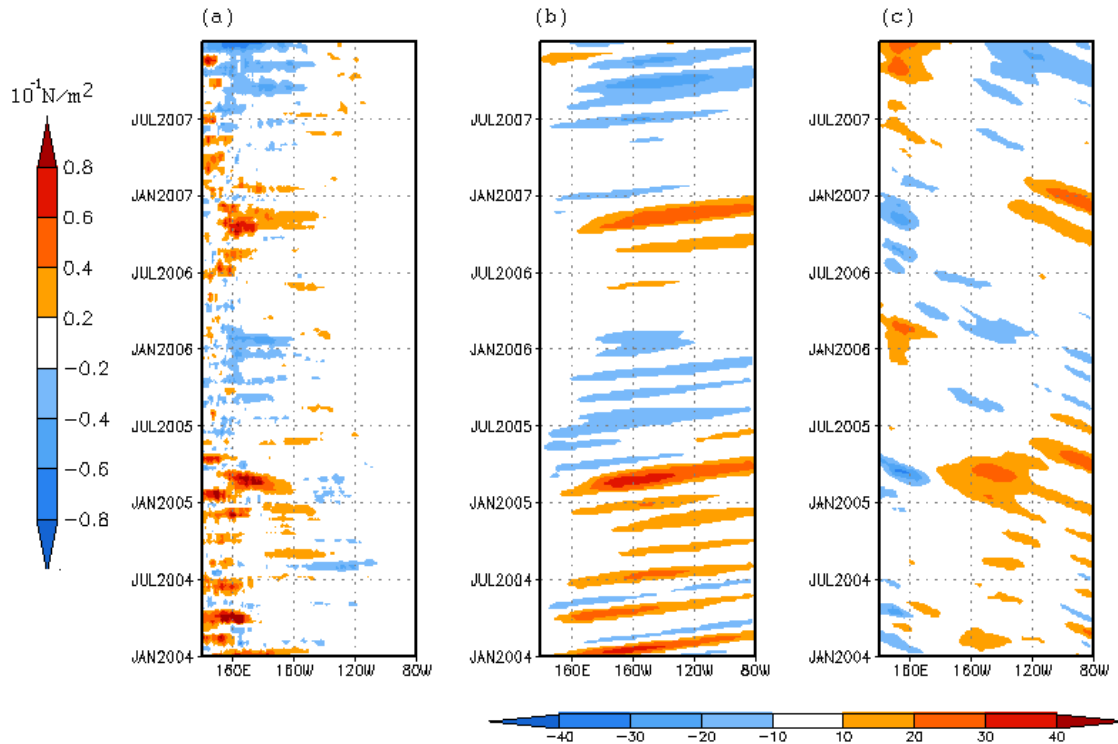 (a) (b) (c)
10⁻¹N/m2
0.8
0.6
0.4
0.2
-0.2
-0.4
-0.6
-0.8
JUL2007
JAN2007
JUL2006
JAN2006
JUL2005
JAN2005
JUL2004
JAN2004
160E 160W 120W 80W
JUL2007
JAN2007
JUL2006
JAN2006
JUL2005
JAN2005
JUL2004
JAN2004
160E 160W 120W 80W
JUL2007
JAN2007
JUL2006
JAN2006
JUL2005
JAN2005
JUL2004
JAN2004
160E 160W 120W 80W
-40 -30 -20 -10 10 20 30 40